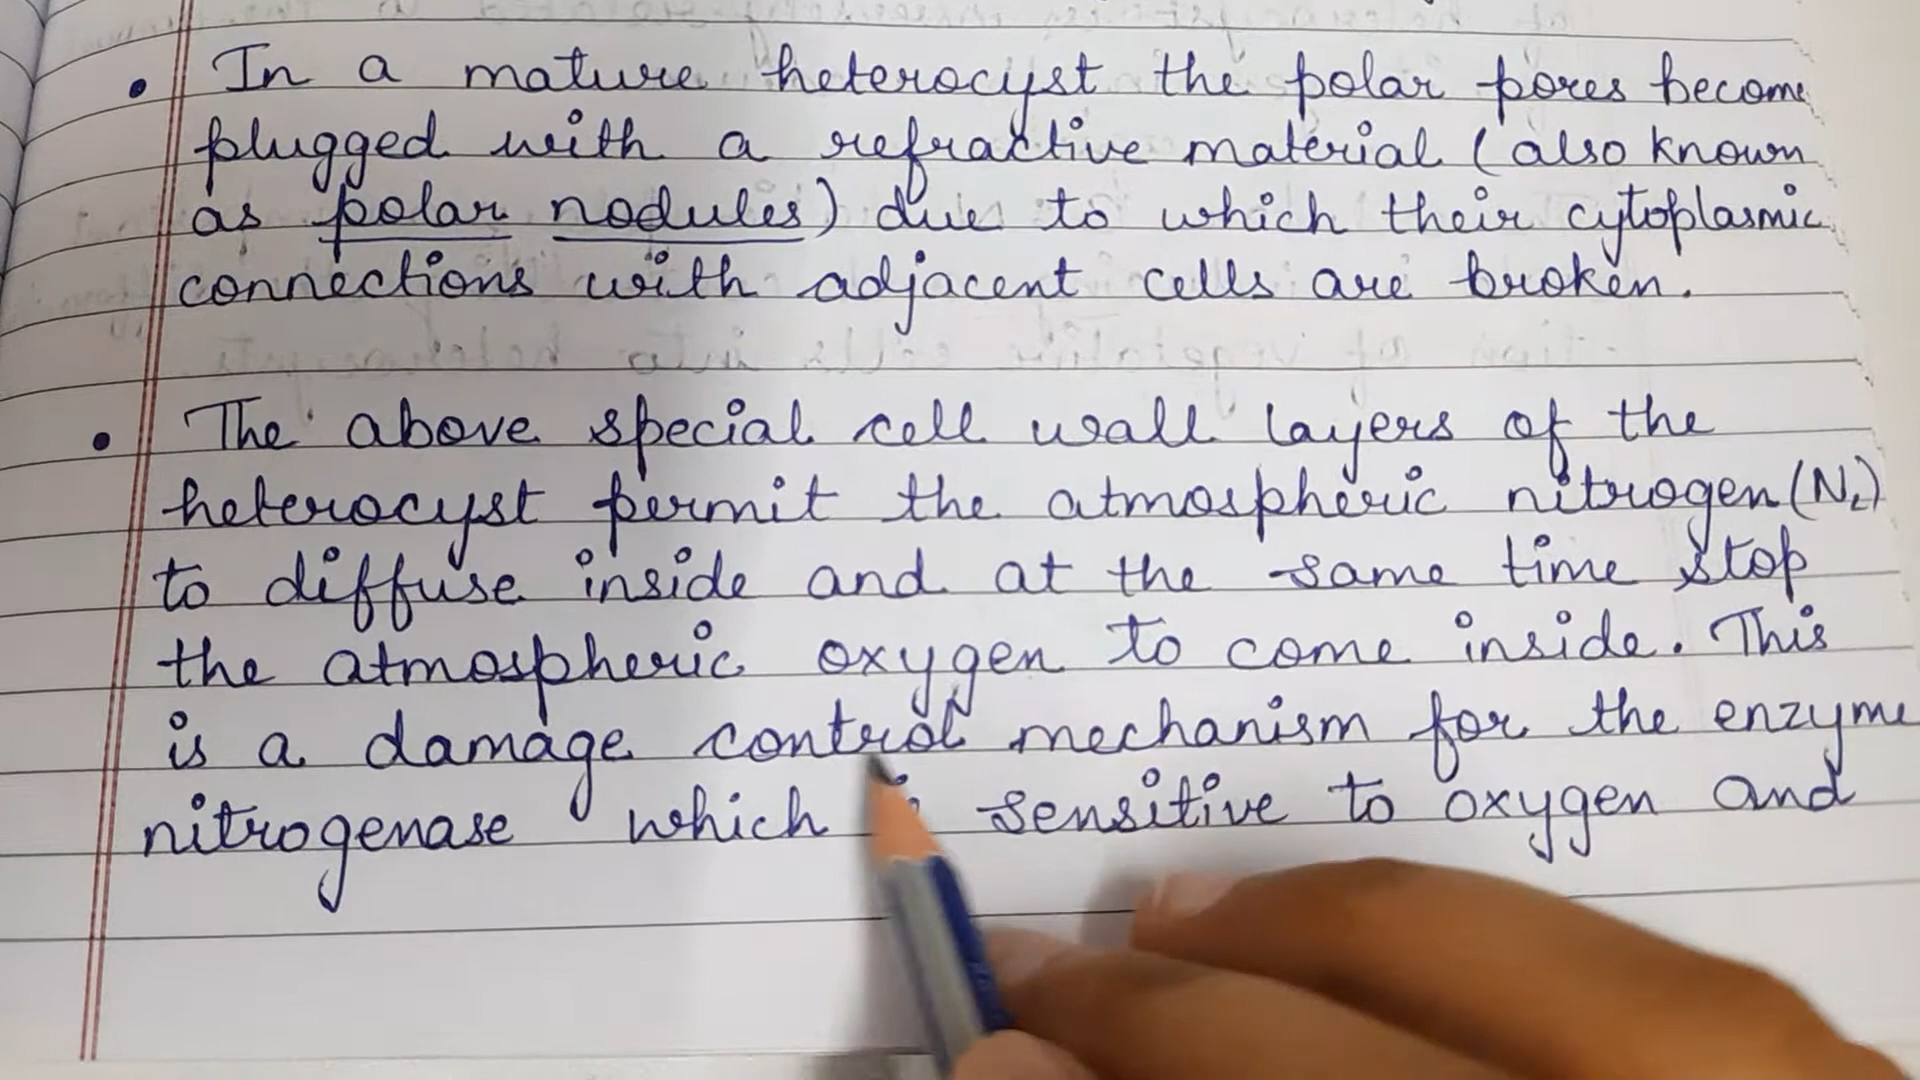 • In a mature heterocyst the polar pores become
plugged with a refractive material (also known
as polar nodules) due to which their cytoplasmic
connections with adjacent cells are broken.
• The above special cell wall layers of the
heterocyst permit the atmospheric nitrogen (N₂)
to diffuse inside and at the same time stop
the atmospheric oxygen to come inside. This
is a damage control mechanism for the enzyme
nitrogenase which sensitive to oxygen and